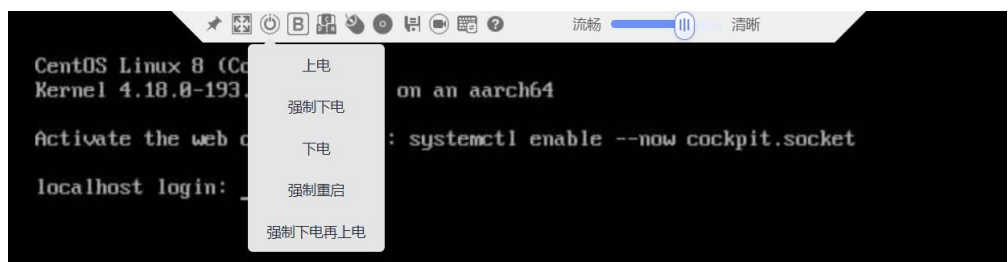 B 流畅 清晰
CentOS Linux 8 (Co
上电
Kernel 4.18.0-193. on an aarch64
强制下电
Activate the web c : systemctl enable --now cockpit.socket
下电
localhost login: _
强制重启
强制下电再上电